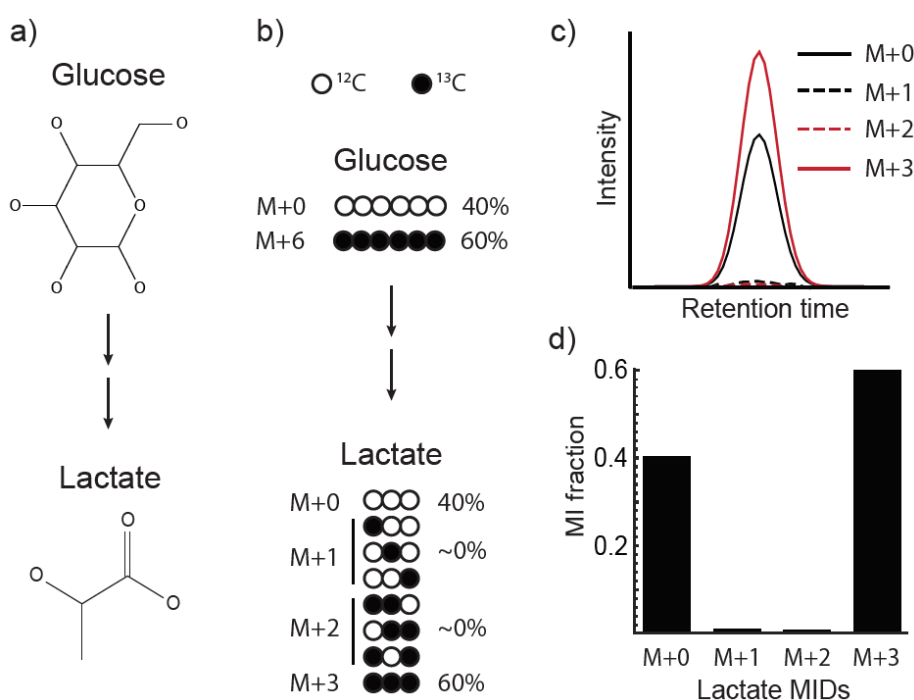 a)
Glucose
O
O
O
O
O
O
Lactate
O
O
O
b)
¹²C
¹³C
Glucose
M+0 40%
M+6 60%
Lactate
M+0 40%
M+1 ~0%
M+2 ~0%
M+3 60%
c)
Intensity
M+0
M+1
M+2
M+3
Retention time
d)
MI fraction
0.6
0.4
0.2
M+0 M+1 M+2 M+3
Lactate MIDs